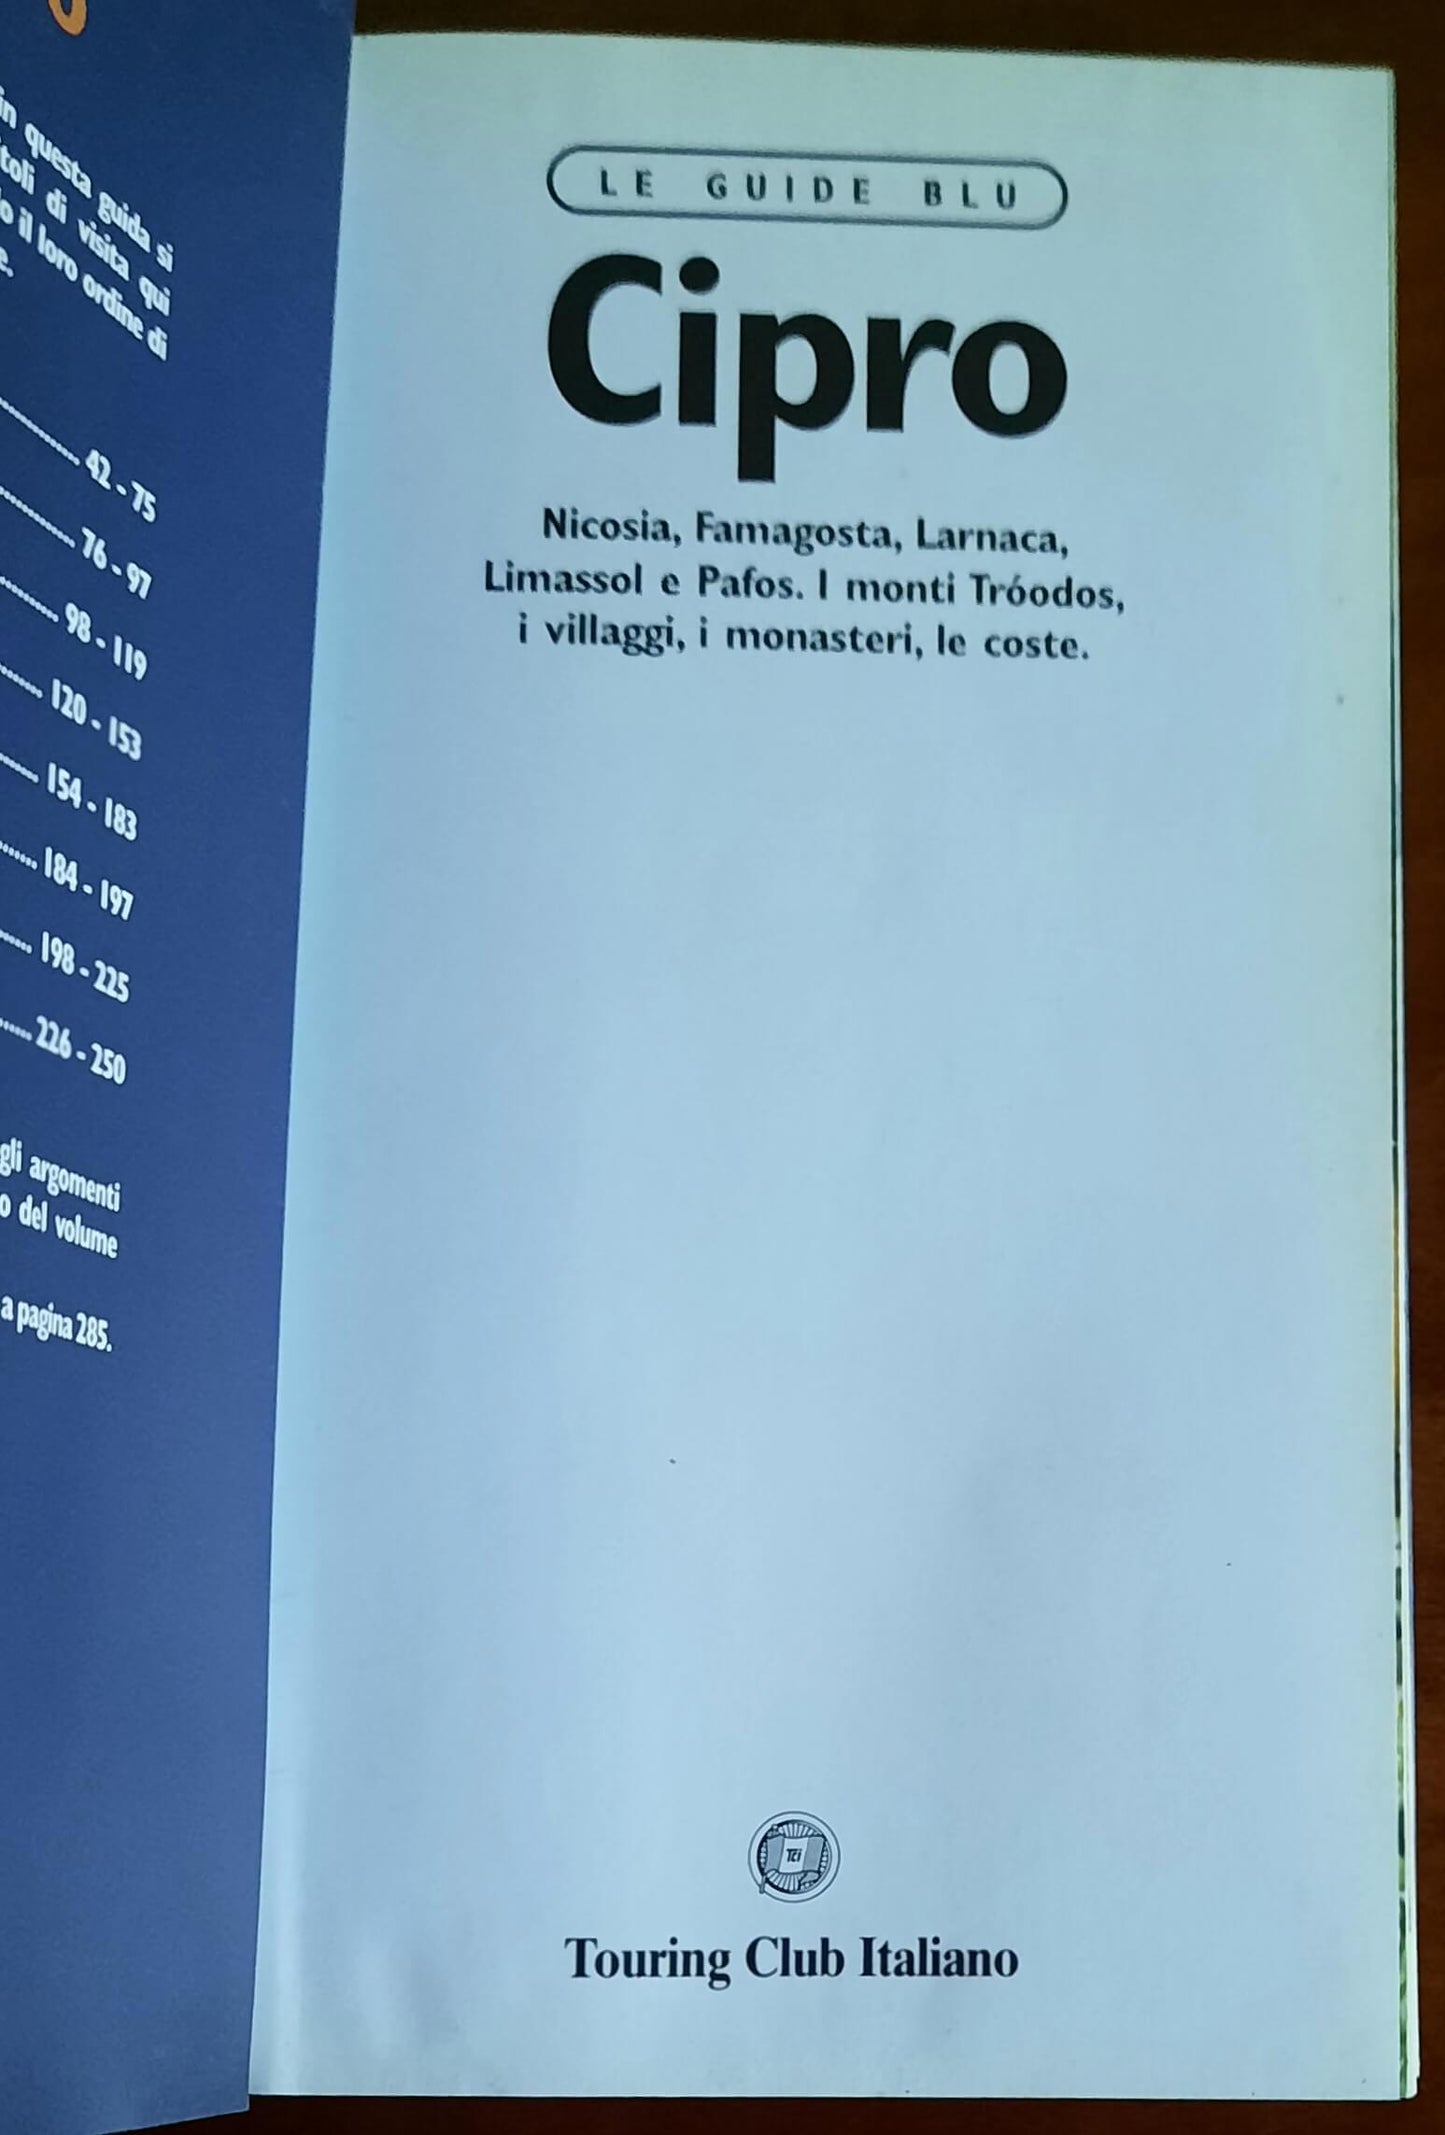 in questa guida si
di visita qui
il loro ordine di
42 - 75
76 - 97
98 - 119
120 - 153
154 - 183
184 - 197
198 - 225
226 - 250
gli argomenti
del volume
a pagina 285.
LE GUIDE BLU
Cipro
Nicosia, Famagosta, Larnaca,
Limassol e Pafos. I monti Tróodos,
i villaggi, i monasteri, le coste.
TCi
Touring Club Italiano